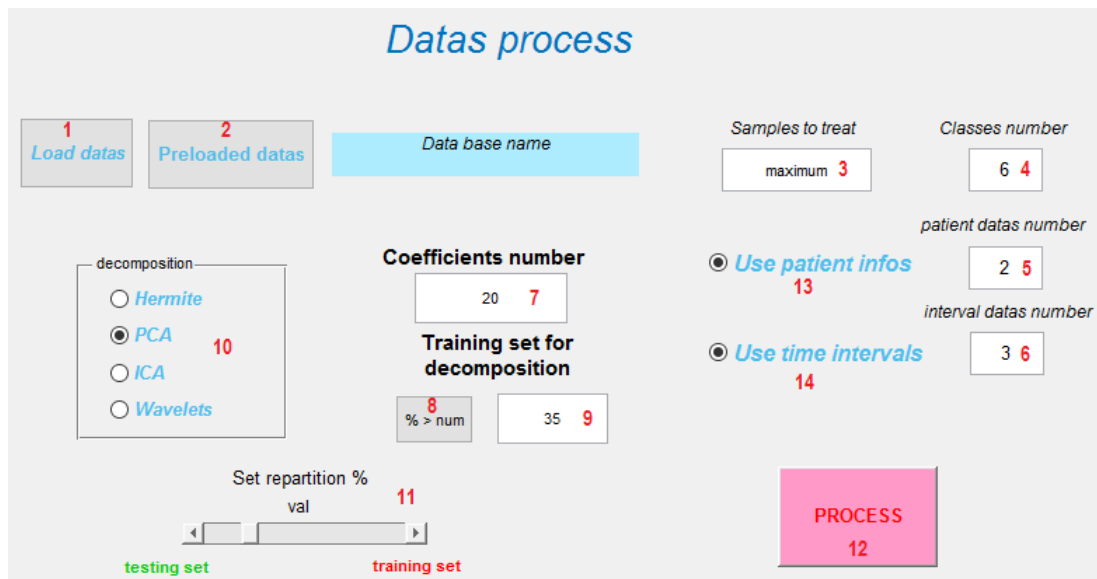 Datas process
1
Load datas
2
Preloaded datas
Data base name
Samples to treat
maximum 3
Classes number
6 4
decomposition
Hermite
PCA
ICA
Wavelets
10
Coefficients number
20 7
Training set for
decomposition
8
% > num
35 9
Use patient infos
13
patient datas number
2 5
Use time intervals
14
interval datas number
3 6
Set repartition %
val
11
testing set
training set
PROCESS
12